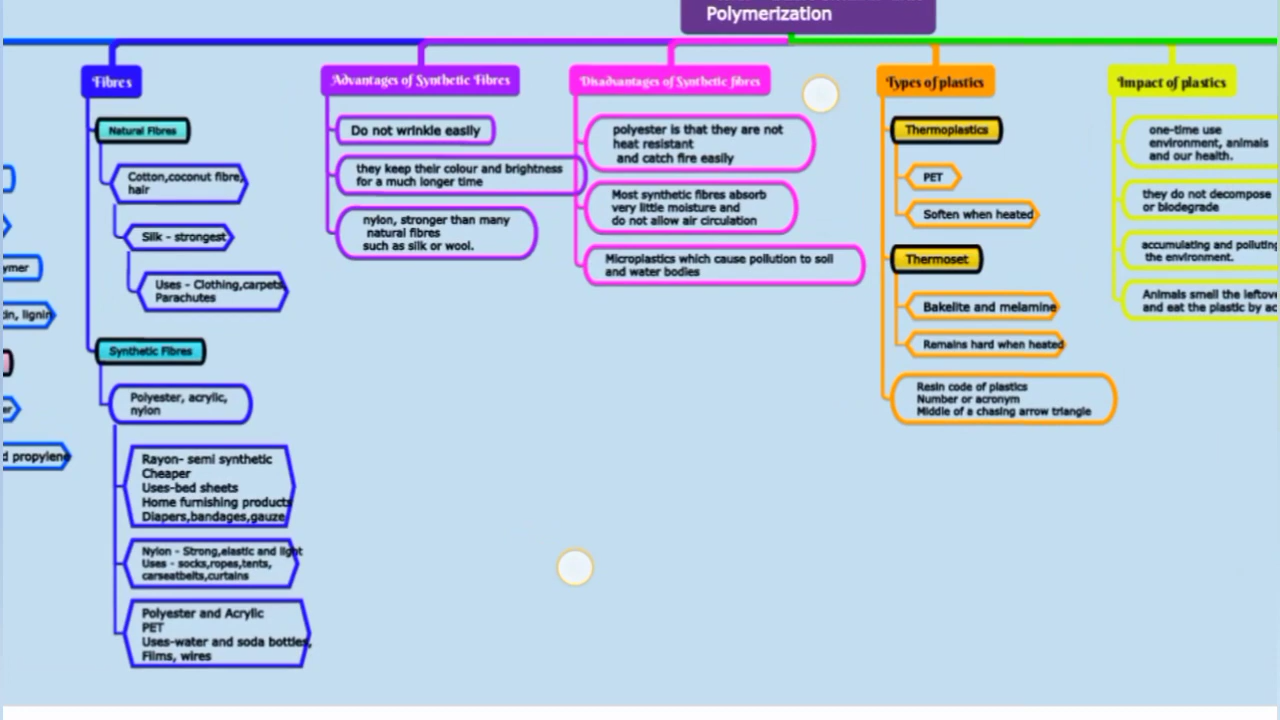 Polymerization
Fibres
Natural Fibres
Cotton,coconut fibre,
hair
Silk - strongest
Uses - Clothing,carpets,
Parachutes
Synthetic Fibres
Polyester, acrylic,
nylon
Rayon- semi synthetic
Cheaper
Uses-bed sheets
Home furnishing products
Diapers,bandages,gauze
Nylon - Strong,elastic and light
Uses - socks,ropes,tents,
carseatbelts,curtains
Polyester and Acrylic
PET
Uses-water and soda bottles,
Films, wires
Advantages of Synthetic Fibres
Do not wrinkle easily
they keep their colour and brightness
for a much longer time
nylon, stronger than many
natural fibres
such as silk or wool.
Disadvantages of Synthetic fibres
polyester is that they are not
heat resistant
and catch fire easily
Most synthetic fibres absorb
very little moisture and
do not allow air circulation
Microplastics which cause pollution to soil
and water bodies
Types of plastics
Thermoplastics
PET
Soften when heated
Thermoset
Bakelite and melamine
Remains hard when heated
Resin code of plastics
Number or acronym
Middle of a chasing arrow triangle
Impact of plastics
one-time use
environment, animals
and our health.
they do not decompose
or biodegrade
accumulating and polluting
the environment.
Animals smell the
and eat the plastic by
lignin
propylene